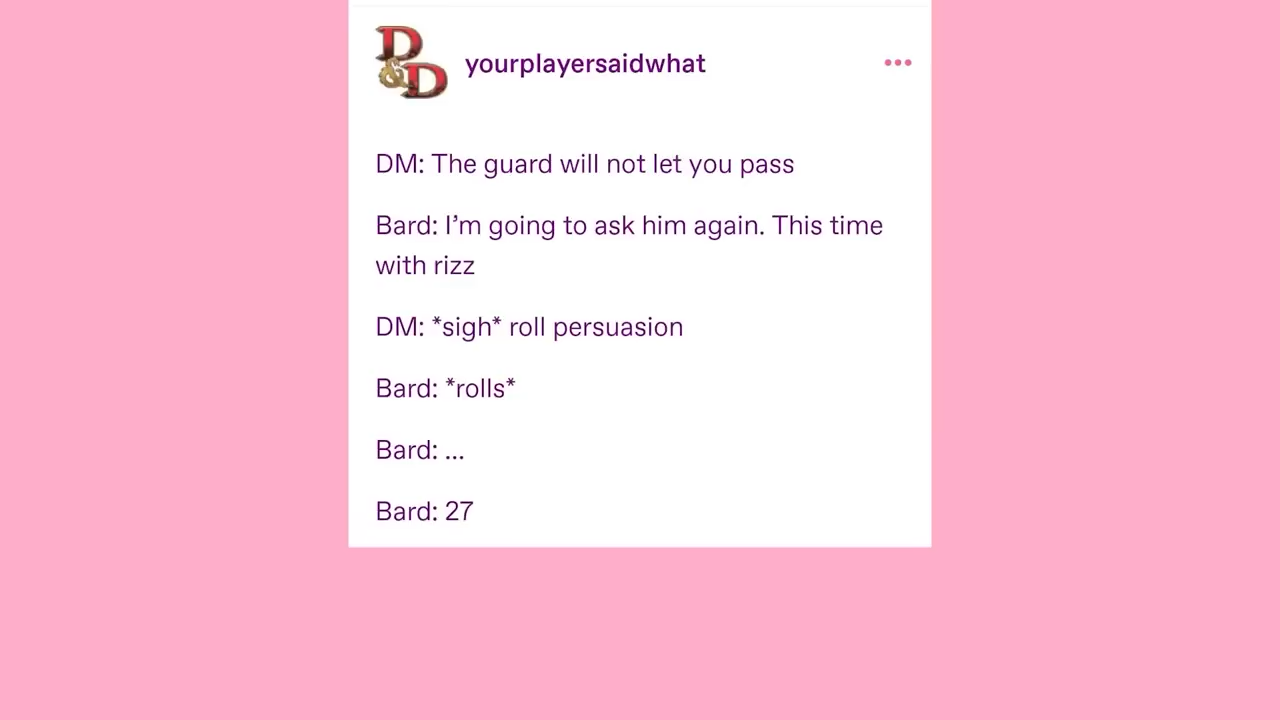 D&D
yourplayersaidwhat
DM: The guard will not let you pass
Bard: I’m going to ask him again. This time
with rizz
DM: *sigh* roll persuasion
Bard: *rolls*
Bard: ...
Bard: 27